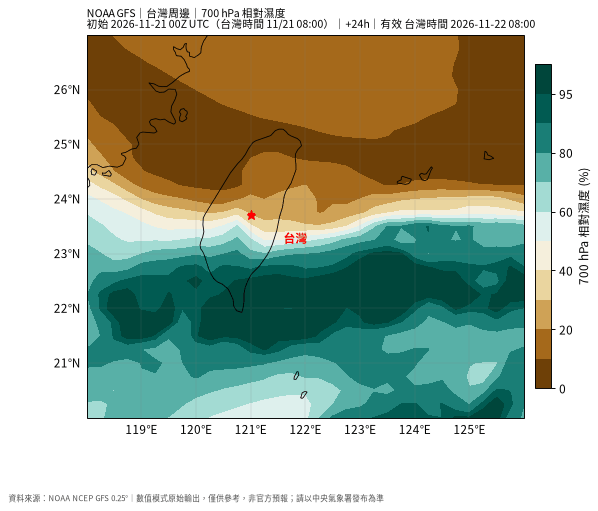 NOAA GFS｜台灣周邊｜700 hPa 相對濕度
初始 2026-11-21 00Z UTC（台灣時間 11/21 08:00）｜+24h｜有效 台灣時間 2026-11-22 08:00
26°N
25°N
24°N
23°N
22°N
21°N
119°E 120°E 121°E 122°E 123°E 124°E 125°E
台灣
95
80
60
40
20
0
700 hPa 相對濕度 (%)
資料來源：NOAA NCEP GFS 0.25°｜數值模式原始輸出，僅供參考，非官方預報；請以中央氣象署發布為準